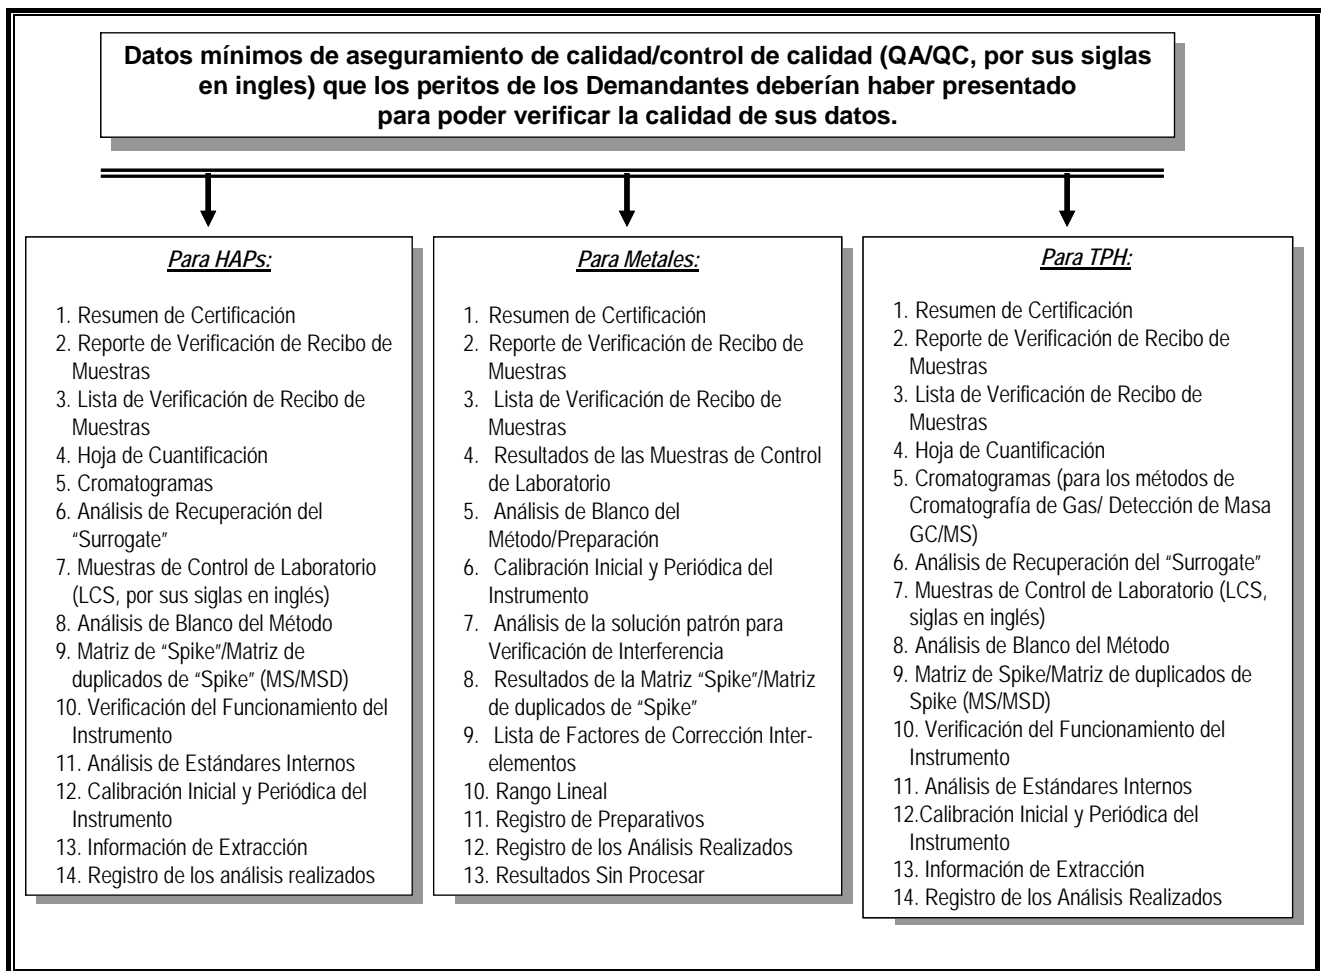 Datos mínimos de aseguramiento de calidad/control de calidad (QA/QC, por sus siglas
en ingles) que los peritos de los Demandantes deberían haber presentado
para poder verificar la calidad de sus datos.
Para HAPs:
1. Resumen de Certificación
2. Reporte de Verificación de Recibo de
Muestras
3. Lista de Verificación de Recibo de
Muestras
4. Hoja de Cuantificación
5. Cromatogramas
6. Análisis de Recuperación del
“Surrogate”
7. Muestras de Control de Laboratorio
(LCS, por sus siglas en inglés)
8. Análisis de Blanco del Método
9. Matriz de “Spike”/Matriz de
duplicados de “Spike” (MS/MSD)
10. Verificación del Funcionamiento del
Instrumento
11. Análisis de Estándares Internos
12. Calibración Inicial y Periódica del
Instrumento
13. Información de Extracción
14. Registro de los análisis realizados
Para Metales:
1. Resumen de Certificación
2. Reporte de Verificación de Recibo de
Muestras
3. Lista de Verificación de Recibo de
Muestras
4. Resultados de las Muestras de Control
de Laboratorio
5. Análisis de Blanco del
Método/Preparación
6. Calibración Inicial y Periódica del
Instrumento
7. Análisis de la solución patrón para
Verificación de Interferencia
8. Resultados de la Matriz “Spike”/Matriz
de duplicados de “Spike”
9. Lista de Factores de Corrección Inter-
elementos
10. Rango Lineal
11. Registro de Preparativos
12. Registro de los Análisis Realizados
13. Resultados Sin Procesar
Para TPH:
1. Resumen de Certificación
2. Reporte de Verificación de Recibo de
Muestras
3. Lista de Verificación de Recibo de
Muestras
4. Hoja de Cuantificación
5. Cromatogramas (para los métodos de
Cromatografía de Gas/ Detección de Masa
GC/MS)
6. Análisis de Recuperación del “Surrogate”
7. Muestras de Control de Laboratorio (LCS,
siglas en inglés)
8. Análisis de Blanco del Método
9. Matriz de Spike/Matriz de duplicados de
Spike (MS/MSD)
10. Verificación del Funcionamiento del
Instrumento
11. Análisis de Estándares Internos
12.Calibración Inicial y Periódica del
Instrumento
13. Información de Extracción
14. Registro de los Análisis Realizados